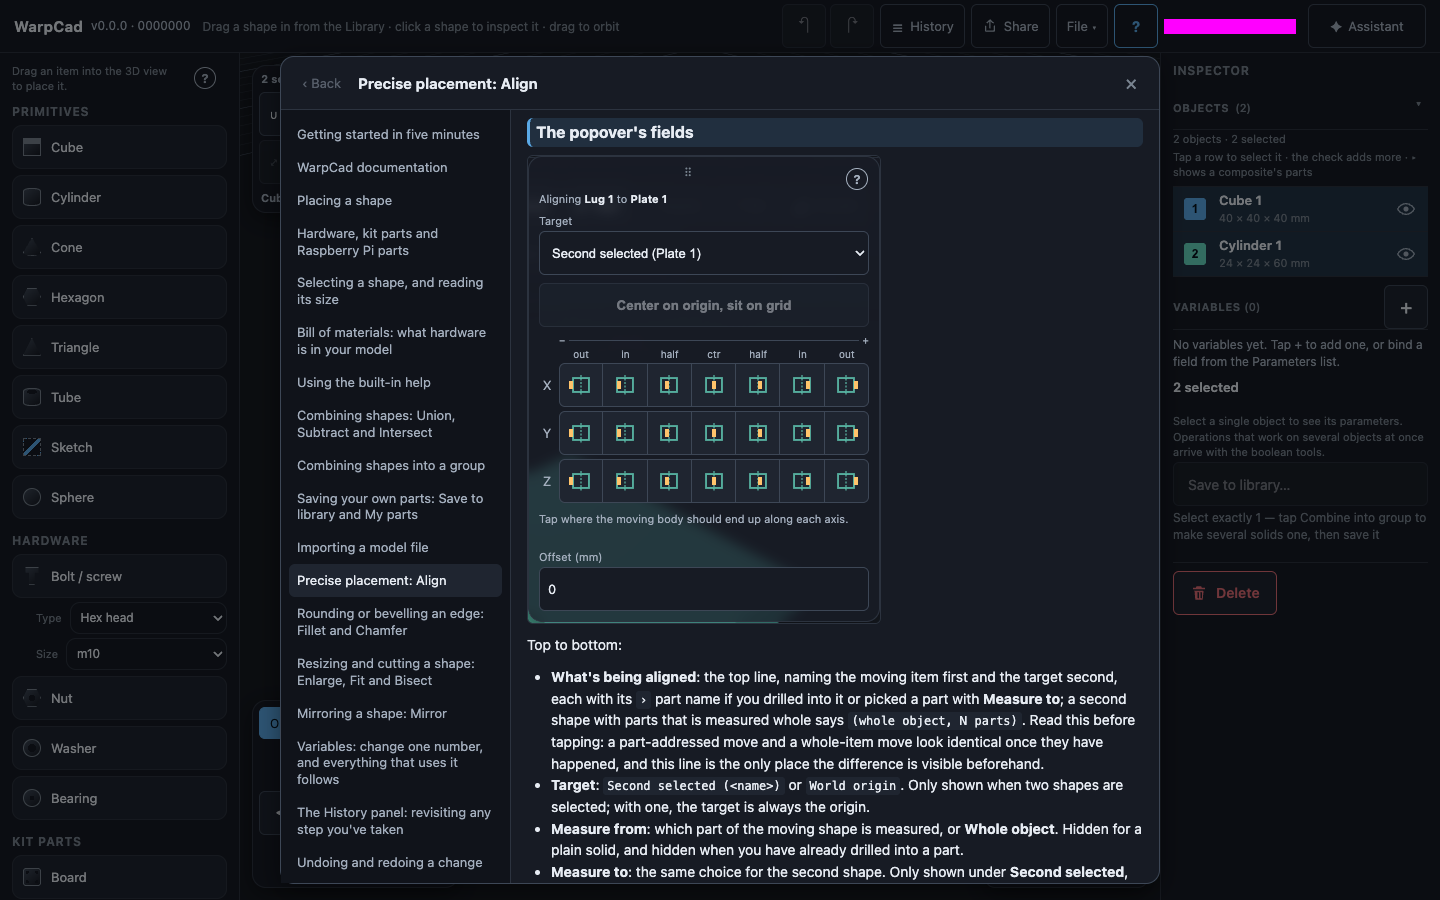 WarpCad v0.0.0 · 0000000 Drag a shape in from the Library · click a shape to inspect it · drag to orbit
History
Share
File
?
Assistant
Drag an item into the 3D view
to place it.
?
PRIMITIVES
Cube
Cylinder
Cone
Hexagon
Triangle
Tube
Sketch
Sphere
HARDWARE
Bolt / screw
Type Hex head
Size m10
Nut
Washer
Bearing
KIT PARTS
Board
‹ Back Precise placement: Align ×
Getting started in five minutes
WarpCad documentation
Placing a shape
Hardware, kit parts and
Raspberry Pi parts
Selecting a shape, and reading
its size
Bill of materials: what hardware
is in your model
Using the built-in help
Combining shapes: Union,
Subtract and Intersect
Combining shapes into a group
Saving your own parts: Save to
library and My parts
Importing a model file
Precise placement: Align
Rounding or bevelling an edge:
Fillet and Chamfer
Resizing and cutting a shape:
Enlarge, Fit and Bisect
Mirroring a shape: Mirror
Variables: change one number,
and everything that uses it
follows
The History panel: revisiting any
step you've taken
Undoing and redoing a change
The popover's fields
?
Aligning Lug 1 to Plate 1
Target
Second selected (Plate 1)
Center on origin, sit on grid
− +
out in half ctr half in out
X
Y
Z
Tap where the moving body should end up along each axis.
Offset (mm)
0
Top to bottom:
• What's being aligned: the top line, naming the moving item first and the target second,
each with its › part name if you drilled into it or picked a part with Measure to; a second
shape with parts that is measured whole says (whole object, N parts). Read this before
tapping: a part-addressed move and a whole-item move look identical once they have
happened, and this line is the only place the difference is visible beforehand.
• Target: Second selected (<name>) or World origin. Only shown when two shapes are
selected; with one, the target is always the origin.
• Measure from: which part of the moving shape is measured, or Whole object. Hidden for a
plain solid, and hidden when you have already drilled into a part.
• Measure to: the same choice for the second shape. Only shown under Second selected,
INSPECTOR
OBJECTS (2)
2 objects · 2 selected
Tap a row to select it · the check adds more · ▸
shows a composite's parts
1 Cube 1
40 × 40 × 40 mm
2 Cylinder 1
24 × 24 × 60 mm
VARIABLES (0)
+
No variables yet. Tap + to add one, or bind a
field from the Parameters list.
2 selected
Select a single object to see its parameters.
Operations that work on several objects at once
arrive with the boolean tools.
Save to library...
Select exactly 1 — tap Combine into group to
make several solids one, then save it
Delete